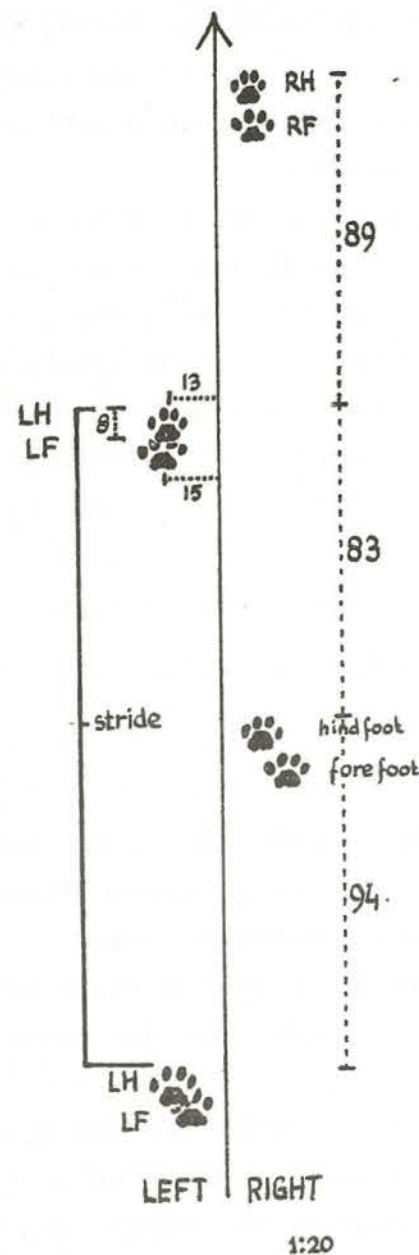 RH
RF
89
13
LH
8
LF
15
83
stride
hind foot
fore foot
94
LH
LF
LEFT RIGHT
1:20